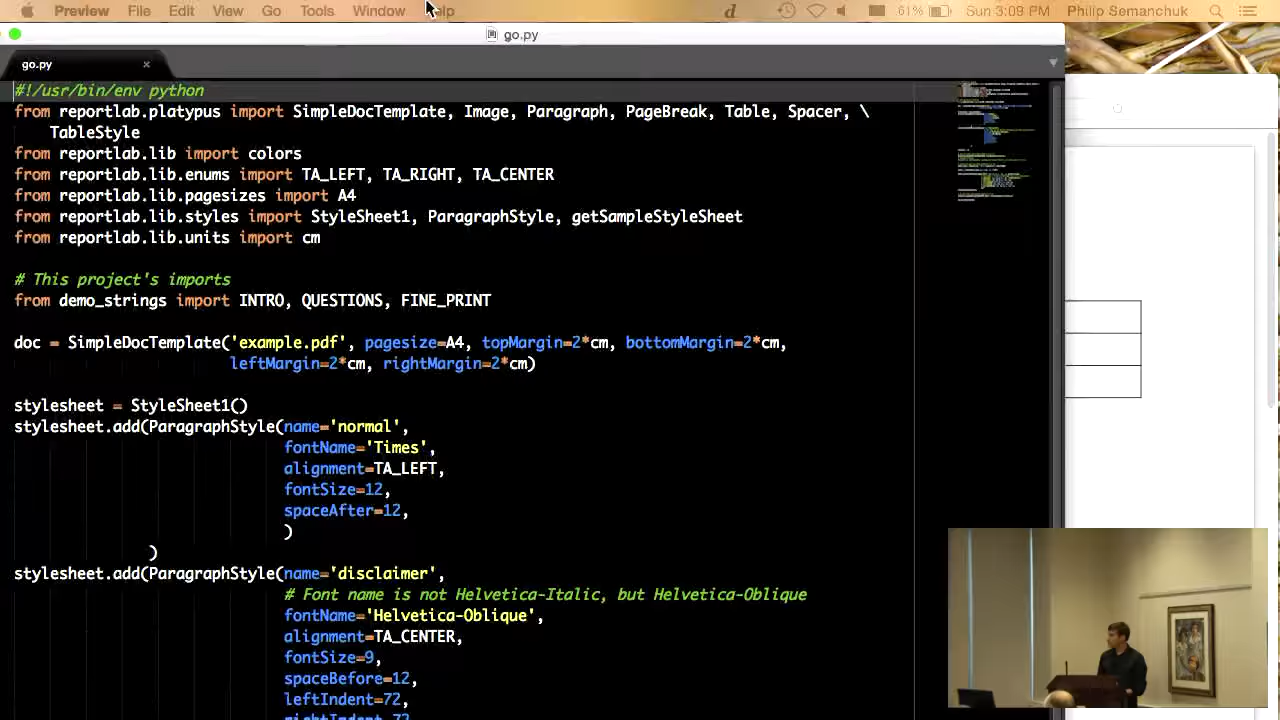 Preview File Edit View Go Tools Window Help 61% Sun 3:09 PM Philip Semanchuk
go.py
go.py
#!/usr/bin/env python
from reportlab.platypus import SimpleDocTemplate, Image, Paragraph, PageBreak, Table, Spacer, \
TableStyle
from reportlab.lib import colors
from reportlab.lib.enums import TA_LEFT, TA_RIGHT, TA_CENTER
from reportlab.lib.pagesizes import A4
from reportlab.lib.styles import StyleSheet1, ParagraphStyle, getSampleStyleSheet
from reportlab.lib.units import cm
# This project's imports
from demo_strings import INTRO, QUESTIONS, FINE_PRINT
doc = SimpleDocTemplate('example.pdf', pagesize=A4, topMargin=2*cm, bottomMargin=2*cm,
leftMargin=2*cm, rightMargin=2*cm)
stylesheet = StyleSheet1()
stylesheet.add(ParagraphStyle(name='normal',
fontName='Times',
alignment=TA_LEFT,
fontSize=12,
spaceAfter=12,
)
)
stylesheet.add(ParagraphStyle(name='disclaimer',
# Font name is not Helvetica-Italic, but Helvetica-Oblique
fontName='Helvetica-Oblique',
alignment=TA_CENTER,
fontSize=9,
spaceBefore=12,
leftIndent=72,
rightIndent=72